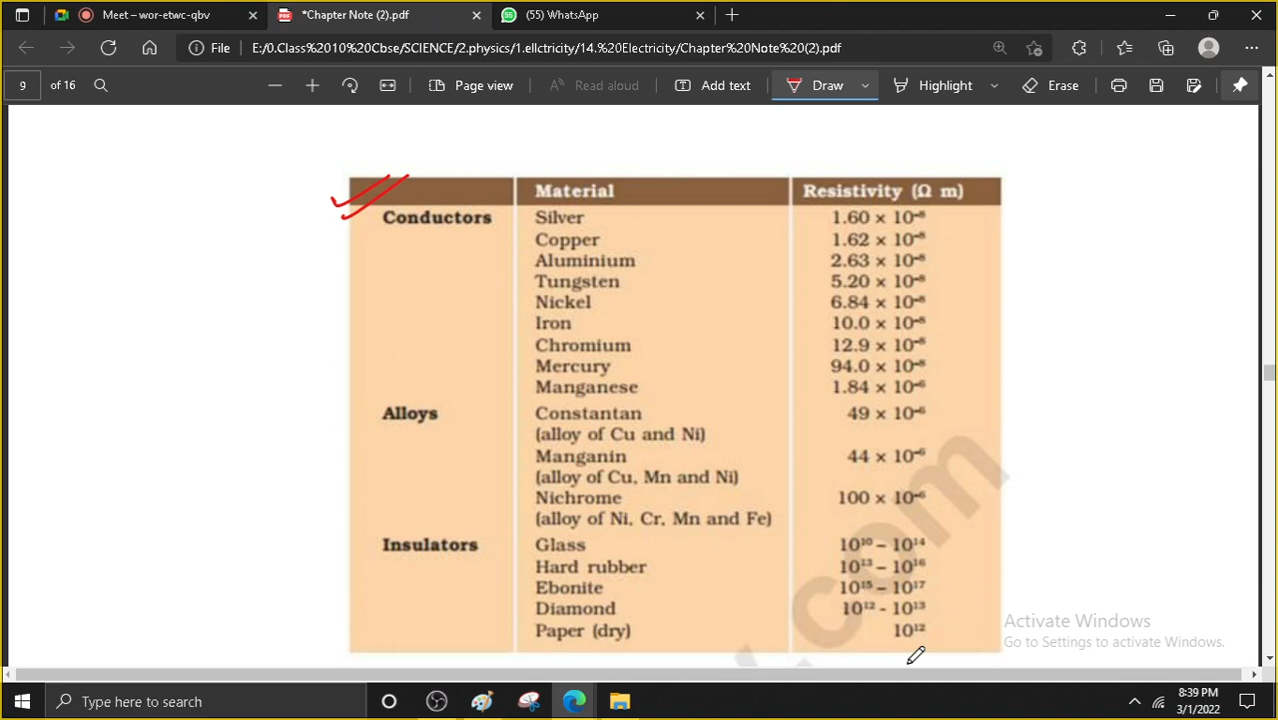 Meet – wor-etwc-qbv
*Chapter Note (2).pdf
(55) WhatsApp
File
E:/0.Class%2010%20Cbse/SCIENCE/2.physics/1.ellctricity/14.%20Electricity/Chapter%20Note%20(2).pdf
9 of 16
Page view
Read aloud
Add text
Draw
Highlight
Erase
Material Resistivity (Ω m)
Conductors Silver 1.60 × 10⁻⁸
Copper 1.62 × 10⁻⁸
Aluminium 2.63 × 10⁻⁸
Tungsten 5.20 × 10⁻⁸
Nickel 6.84 × 10⁻⁸
Iron 10.0 × 10⁻⁸
Chromium 12.9 × 10⁻⁸
Mercury 94.0 × 10⁻⁸
Manganese 1.84 × 10⁻⁶
Alloys Constantan 49 × 10⁻⁶
(alloy of Cu and Ni)
Manganin 44 × 10⁻⁶
(alloy of Cu, Mn and Ni)
Nichrome 100 × 10⁻⁶
(alloy of Ni, Cr, Mn and Fe)
Insulators Glass 10¹⁰ – 10¹⁴
Hard rubber 10¹³ – 10¹⁶
Ebonite 10¹⁵ – 10¹⁷
Diamond 10¹² - 10¹³
Paper (dry) 10¹²
.com
Activate Windows
Go to Settings to activate Windows.
Type here to search
8:39 PM
3/1/2022